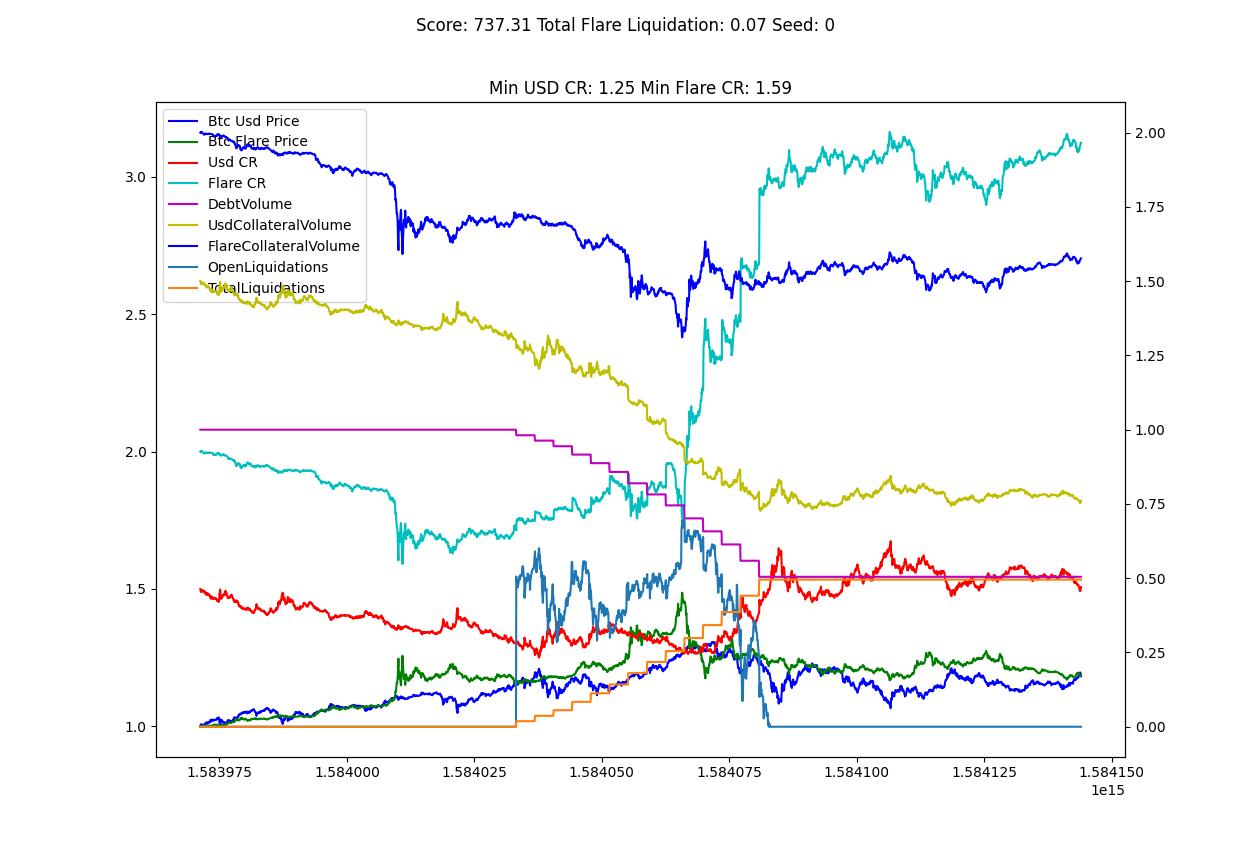 Score: 737.31 Total Flare Liquidation: 0.07 Seed: 0
Min USD CR: 1.25 Min Flare CR: 1.59
Btc Usd Price
Btc Flare Price
Usd CR
Flare CR
DebtVolume
UsdCollateralVolume
FlareCollateralVolume
OpenLiquidations
TotalLiquidations
3.0
2.5
2.0
1.5
1.0
2.00
1.75
1.50
1.25
1.00
0.75
0.50
0.25
0.00
1.583975 1.584000 1.584025 1.584050 1.584075 1.584100 1.584125 1.584150
1e15